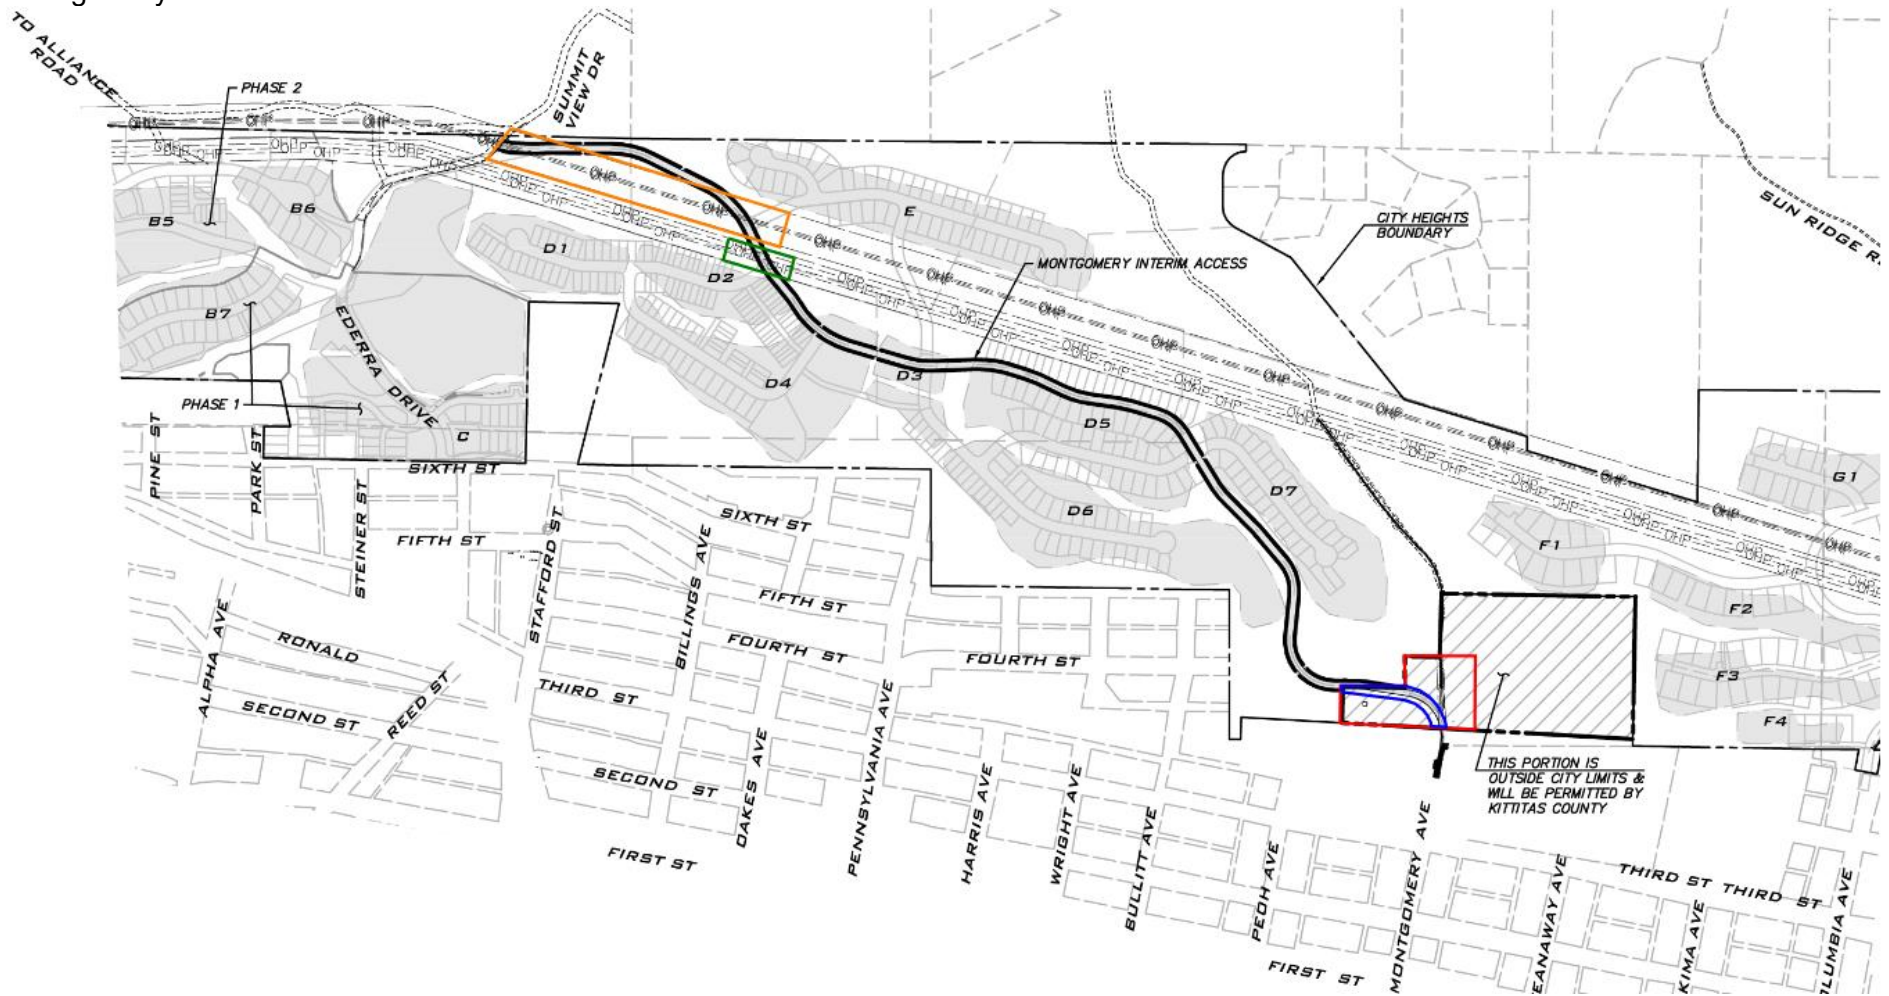 TO ALLIANCE
ROAD
PHASE 2
SUMMIT
VIEW DR
OHP
B5
B6
B7
D1
D2
E
CITY HEIGHTS
BOUNDARY
SUN RIDGE
MONTGOMERY INTERIM ACCESS
EDERRA DRIVE
PHASE 1
C
D3
D4
D5
D6
D7
G1
F1
F2
F3
F4
PINE ST
PARK ST
STEINER ST
SIXTH ST
FIFTH ST
STAFFORD ST
SIXTH ST
BILLINGS AVE
FIFTH ST
FOURTH ST
FOURTH ST
ALPHA AVE
RONALD
REED ST
SECOND ST
THIRD ST
SECOND ST
OAKES AVE
PENNSYLVANIA AVE
FIRST ST
HARRIS AVE
WRIGHT AVE
BULLITT AVE
PEOH AVE
MONTGOMERY AVE
THIS PORTION IS
OUTSIDE CITY LIMITS &
WILL BE PERMITTED BY
KITTITAS COUNTY
THIRD ST THIRD ST
EANAWAY AVE
KIMA AVE
OLUMBIA AVE
FIRST ST